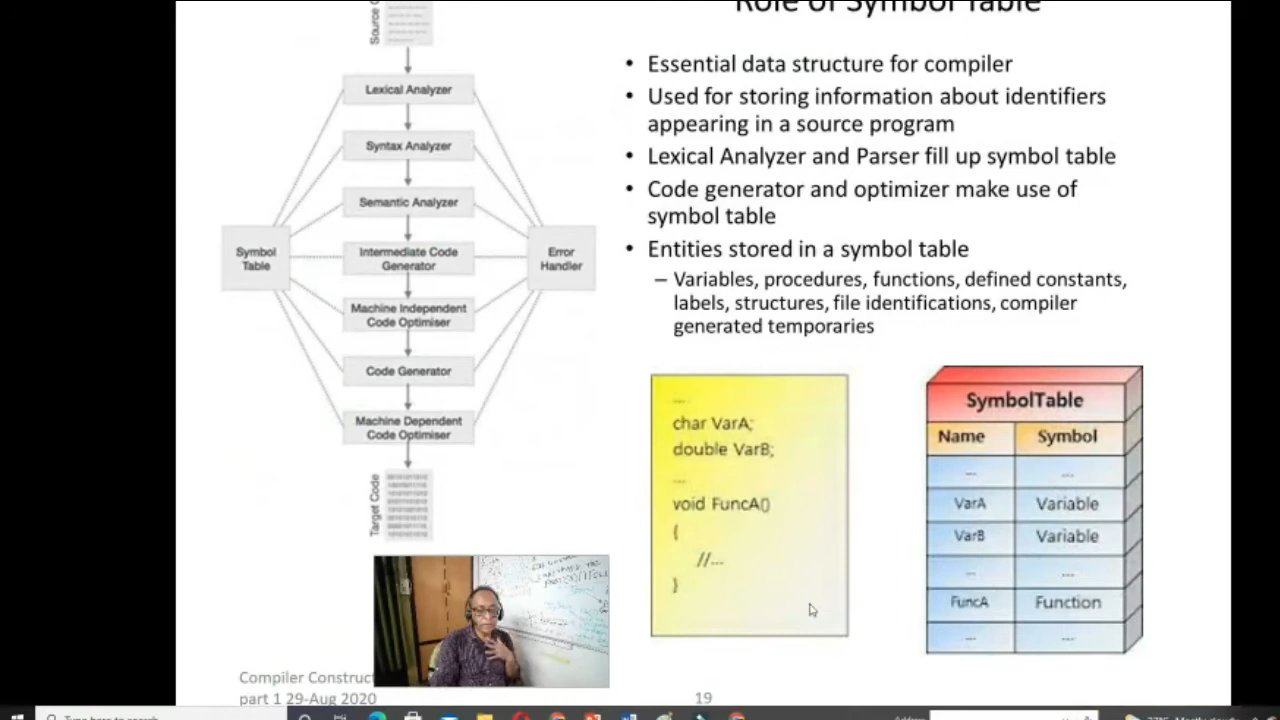 Role of Symbol Table
Source
Lexical Analyzer
Syntax Analyzer
Semantic Analyzer
Symbol
Table
Intermediate Code
Generator
Error
Handler
Machine Independent
Code Optimiser
Code Generator
Machine Dependent
Code Optimiser
Target Code
• Essential data structure for compiler
• Used for storing information about identifiers
appearing in a source program
• Lexical Analyzer and Parser fill up symbol table
• Code generator and optimizer make use of
symbol table
• Entities stored in a symbol table
– Variables, procedures, functions, defined constants,
labels, structures, file identifications, compiler
generated temporaries
...
char VarA;
double VarB;
...
void FuncA()
{
//...
}
SymbolTable
Name Symbol
... ...
VarA Variable
VarB Variable
... ...
FuncA Function
... ...
Compiler Construct
part 1 29-Aug 2020
19
Type here to search